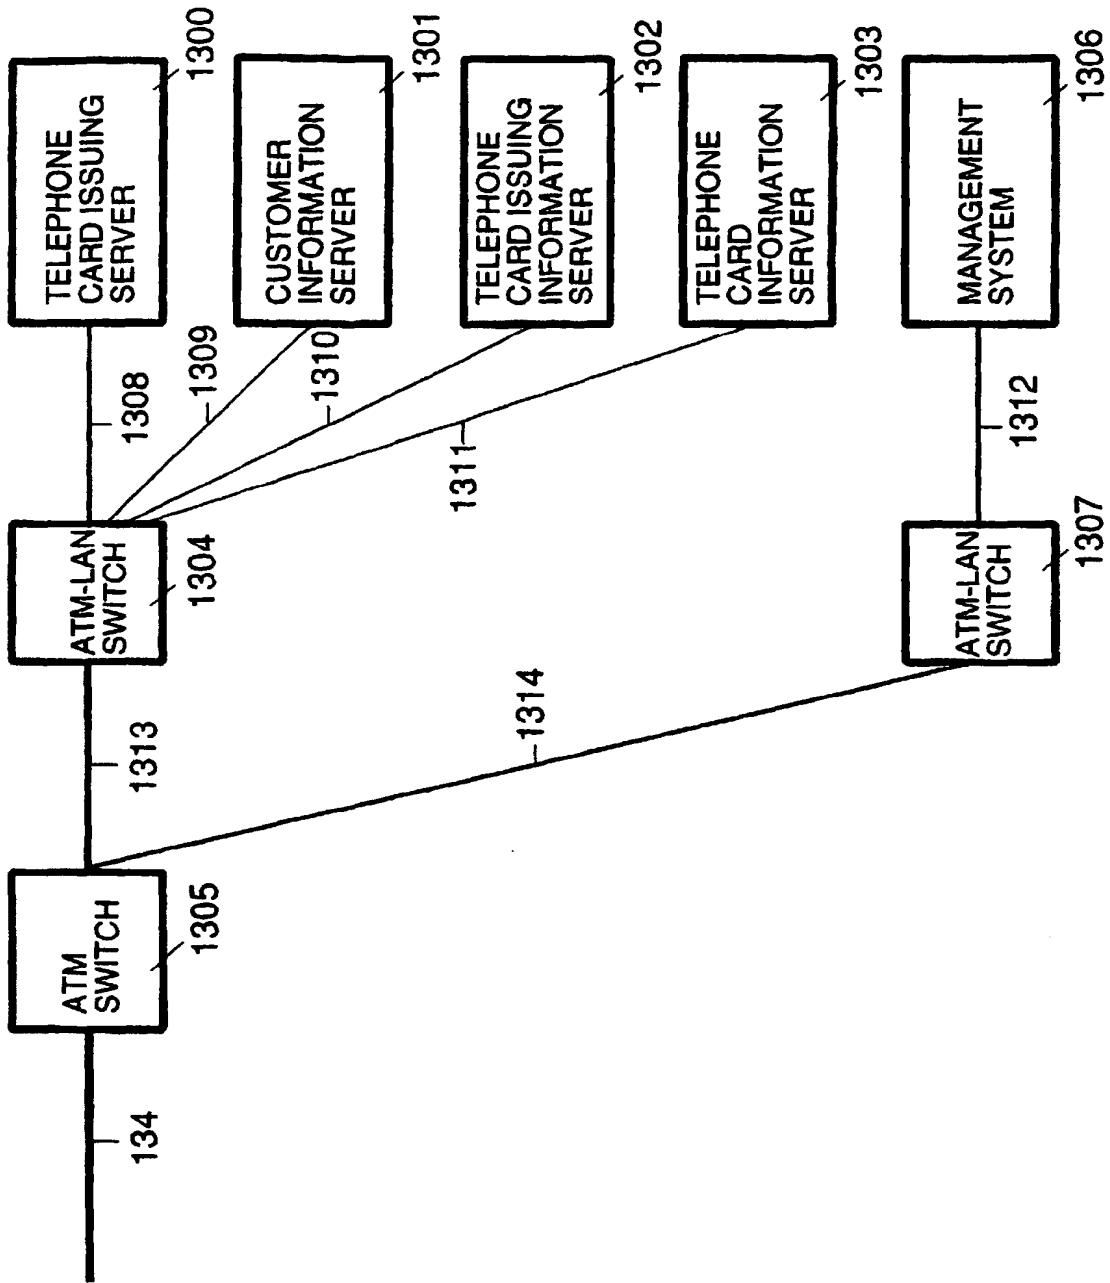 TELEPHONE
CARD ISSUING
SERVER
1300
CUSTOMER
INFORMATION
SERVER
1301
TELEPHONE
CARD ISSUING
INFORMATION
SERVER
1302
TELEPHONE
CARD
INFORMATION
SERVER
1303
MANAGEMENT
SYSTEM
1306
1308
1309
1310
1311
1312
ATM-LAN
SWITCH
1304
ATM-LAN
SWITCH
1307
1313
1314
ATM
SWITCH
1305
134